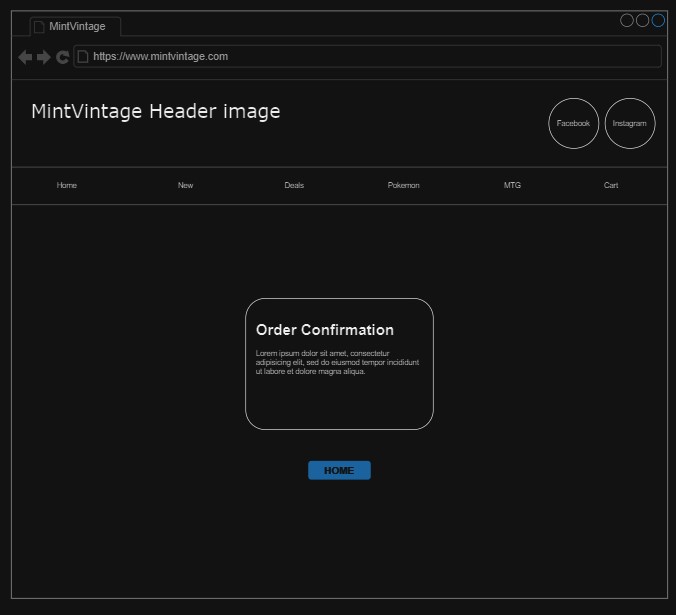 MintVintage
https://www.mintvintage.com
MintVintage Header image
Facebook
Instagram
Home
New
Deals
Pokemon
MTG
Cart
Order Confirmation
Lorem ipsum dolor sit amet, consectetur
adipisicing elit, sed do eiusmod tempor incididunt
ut labore et dolore magna aliqua.
HOME